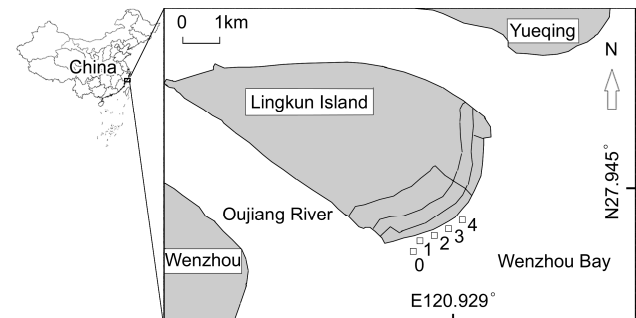 0 1km
Yueqing
N
China
Lingkun Island
N27.945°
Oujiang River
4
3
2
1
0
Wenzhou
Wenzhou Bay
E120.929°